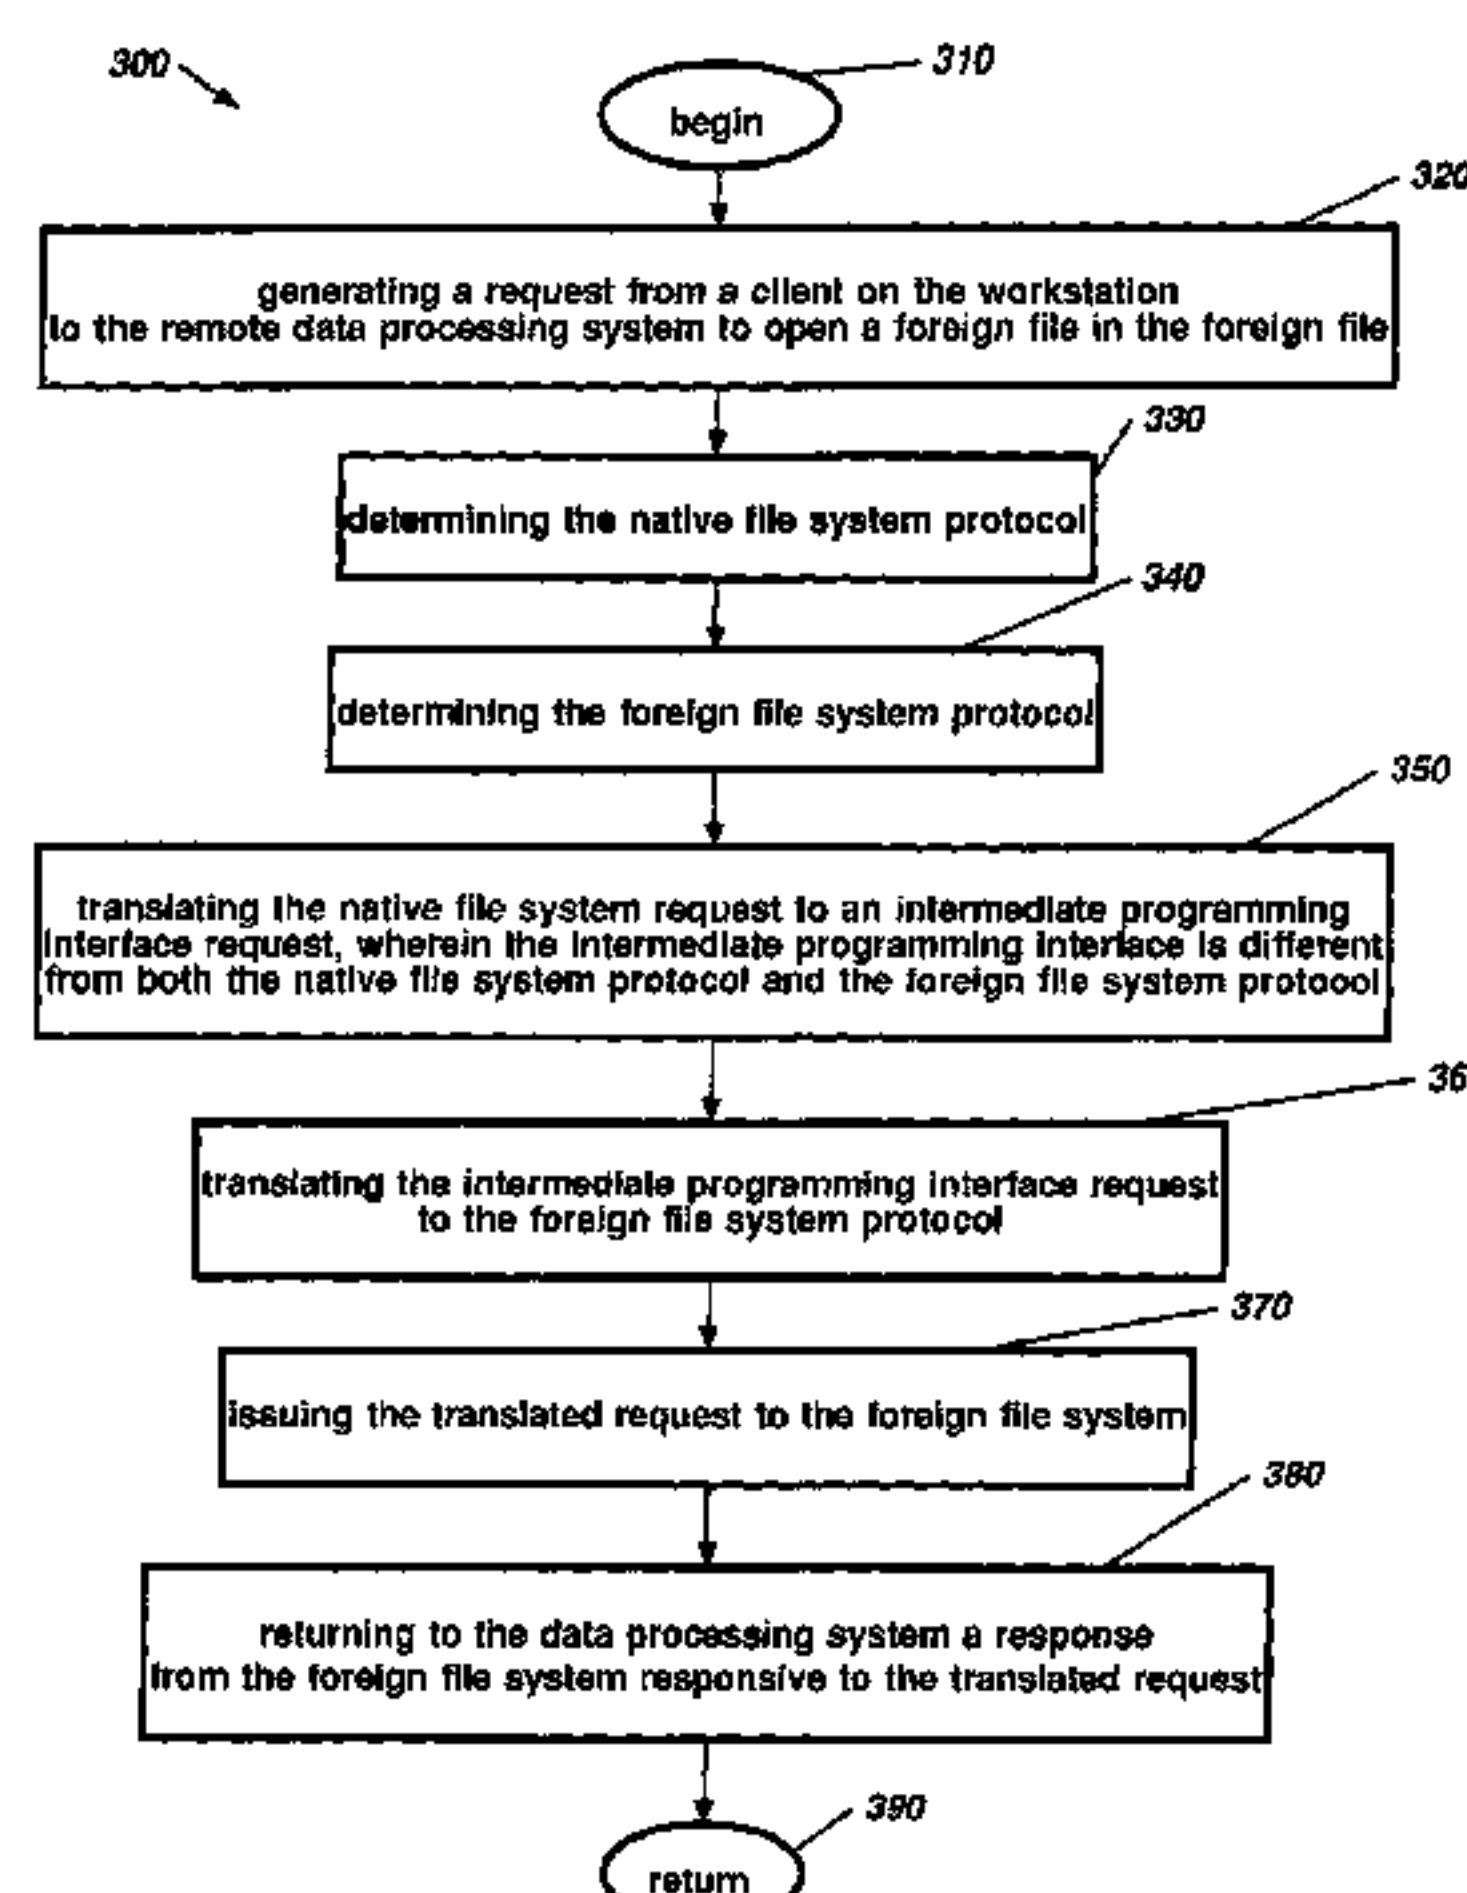 300
310
begin
320
generating a request from a client on the workstation
to the remote data processing system to open a foreign file in the foreign file
330
determining the native file system protocol
340
determining the foreign file system protocol
350
translating the native file system request to an intermediate programming
interface request, wherein the intermediate programming interface is different
from both the native file system protocol and the foreign file system protocol
36
translating the intermediate programming interface request
to the foreign file system protocol
370
issuing the translated request to the foreign file system
380
returning to the data processing system a response
from the foreign file system responsive to the translated request
390
return